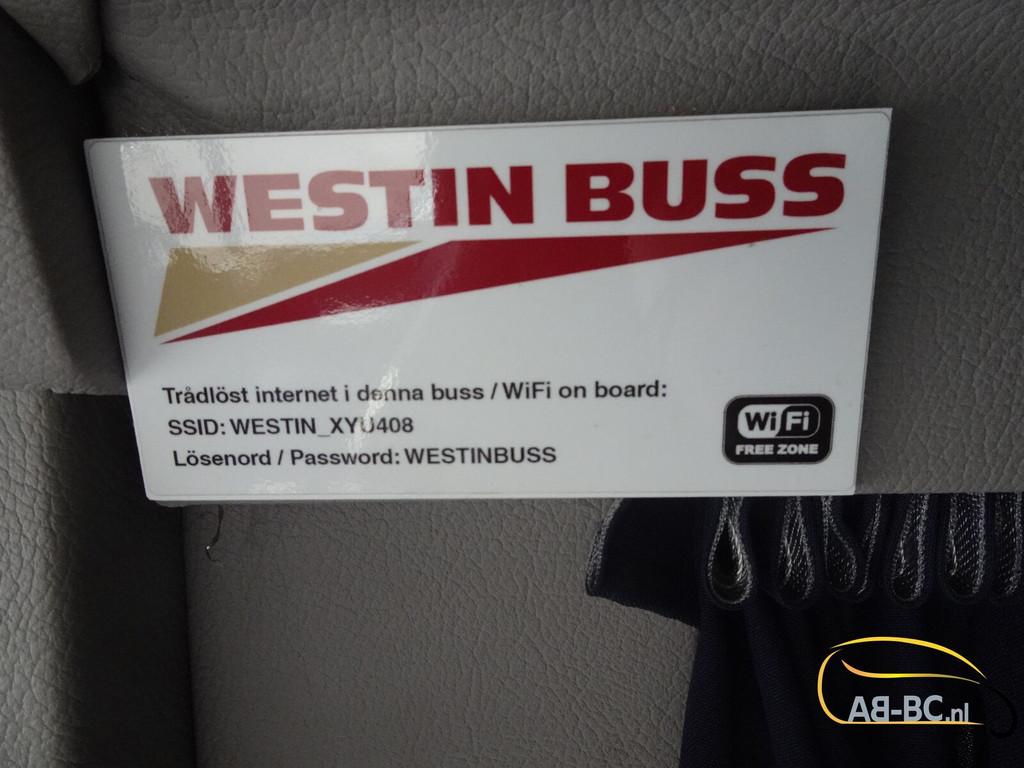 WESTIN BUSS
Trådlöst internet i denna buss / WiFi on board:
SSID: WESTIN_XYU408
Lösenord / Password: WESTINBUSS
WiFi
FREE ZONE
AB-BC.nl